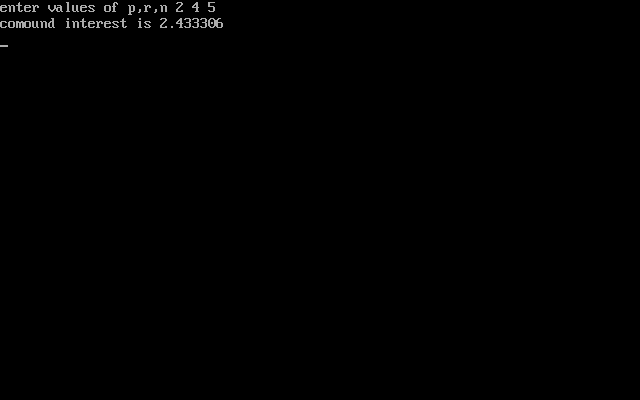 enter values of p,r,n 2 4 5
comound interest is 2.433306